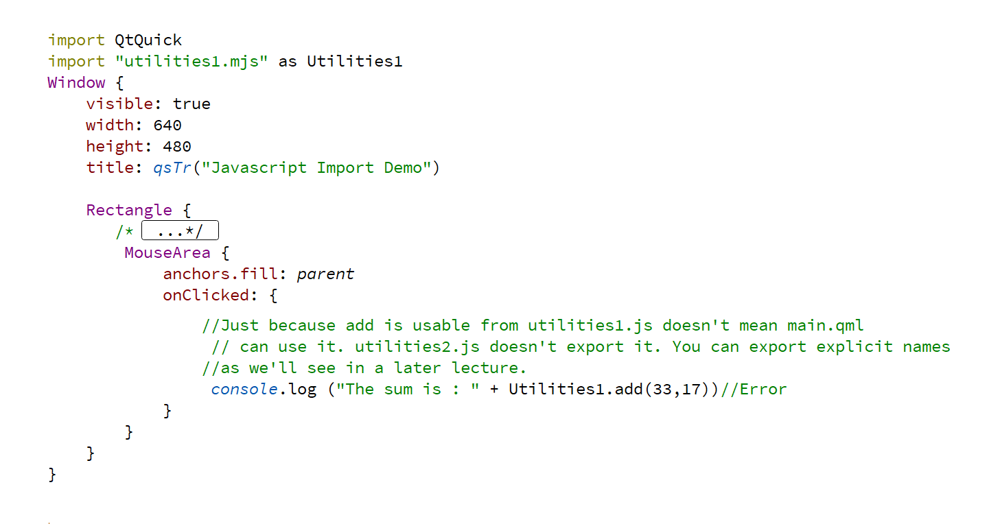 import QtQuick
import "utilities1.mjs" as Utilities1
Window {
    visible: true
    width: 640
    height: 480
    title: qsTr("Javascript Import Demo")
    Rectangle {
       /* ...*/
        MouseArea {
            anchors.fill: parent
            onClicked: {
                //Just because add is usable from utilities1.js doesn't mean main.qml
                 // can use it. utilities2.js doesn't export it. You can export explicit names
                //as we'll see in a later lecture.
                 console.log ("The sum is : " + Utilities1.add(33,17))//Error
            }
        }
    }
}